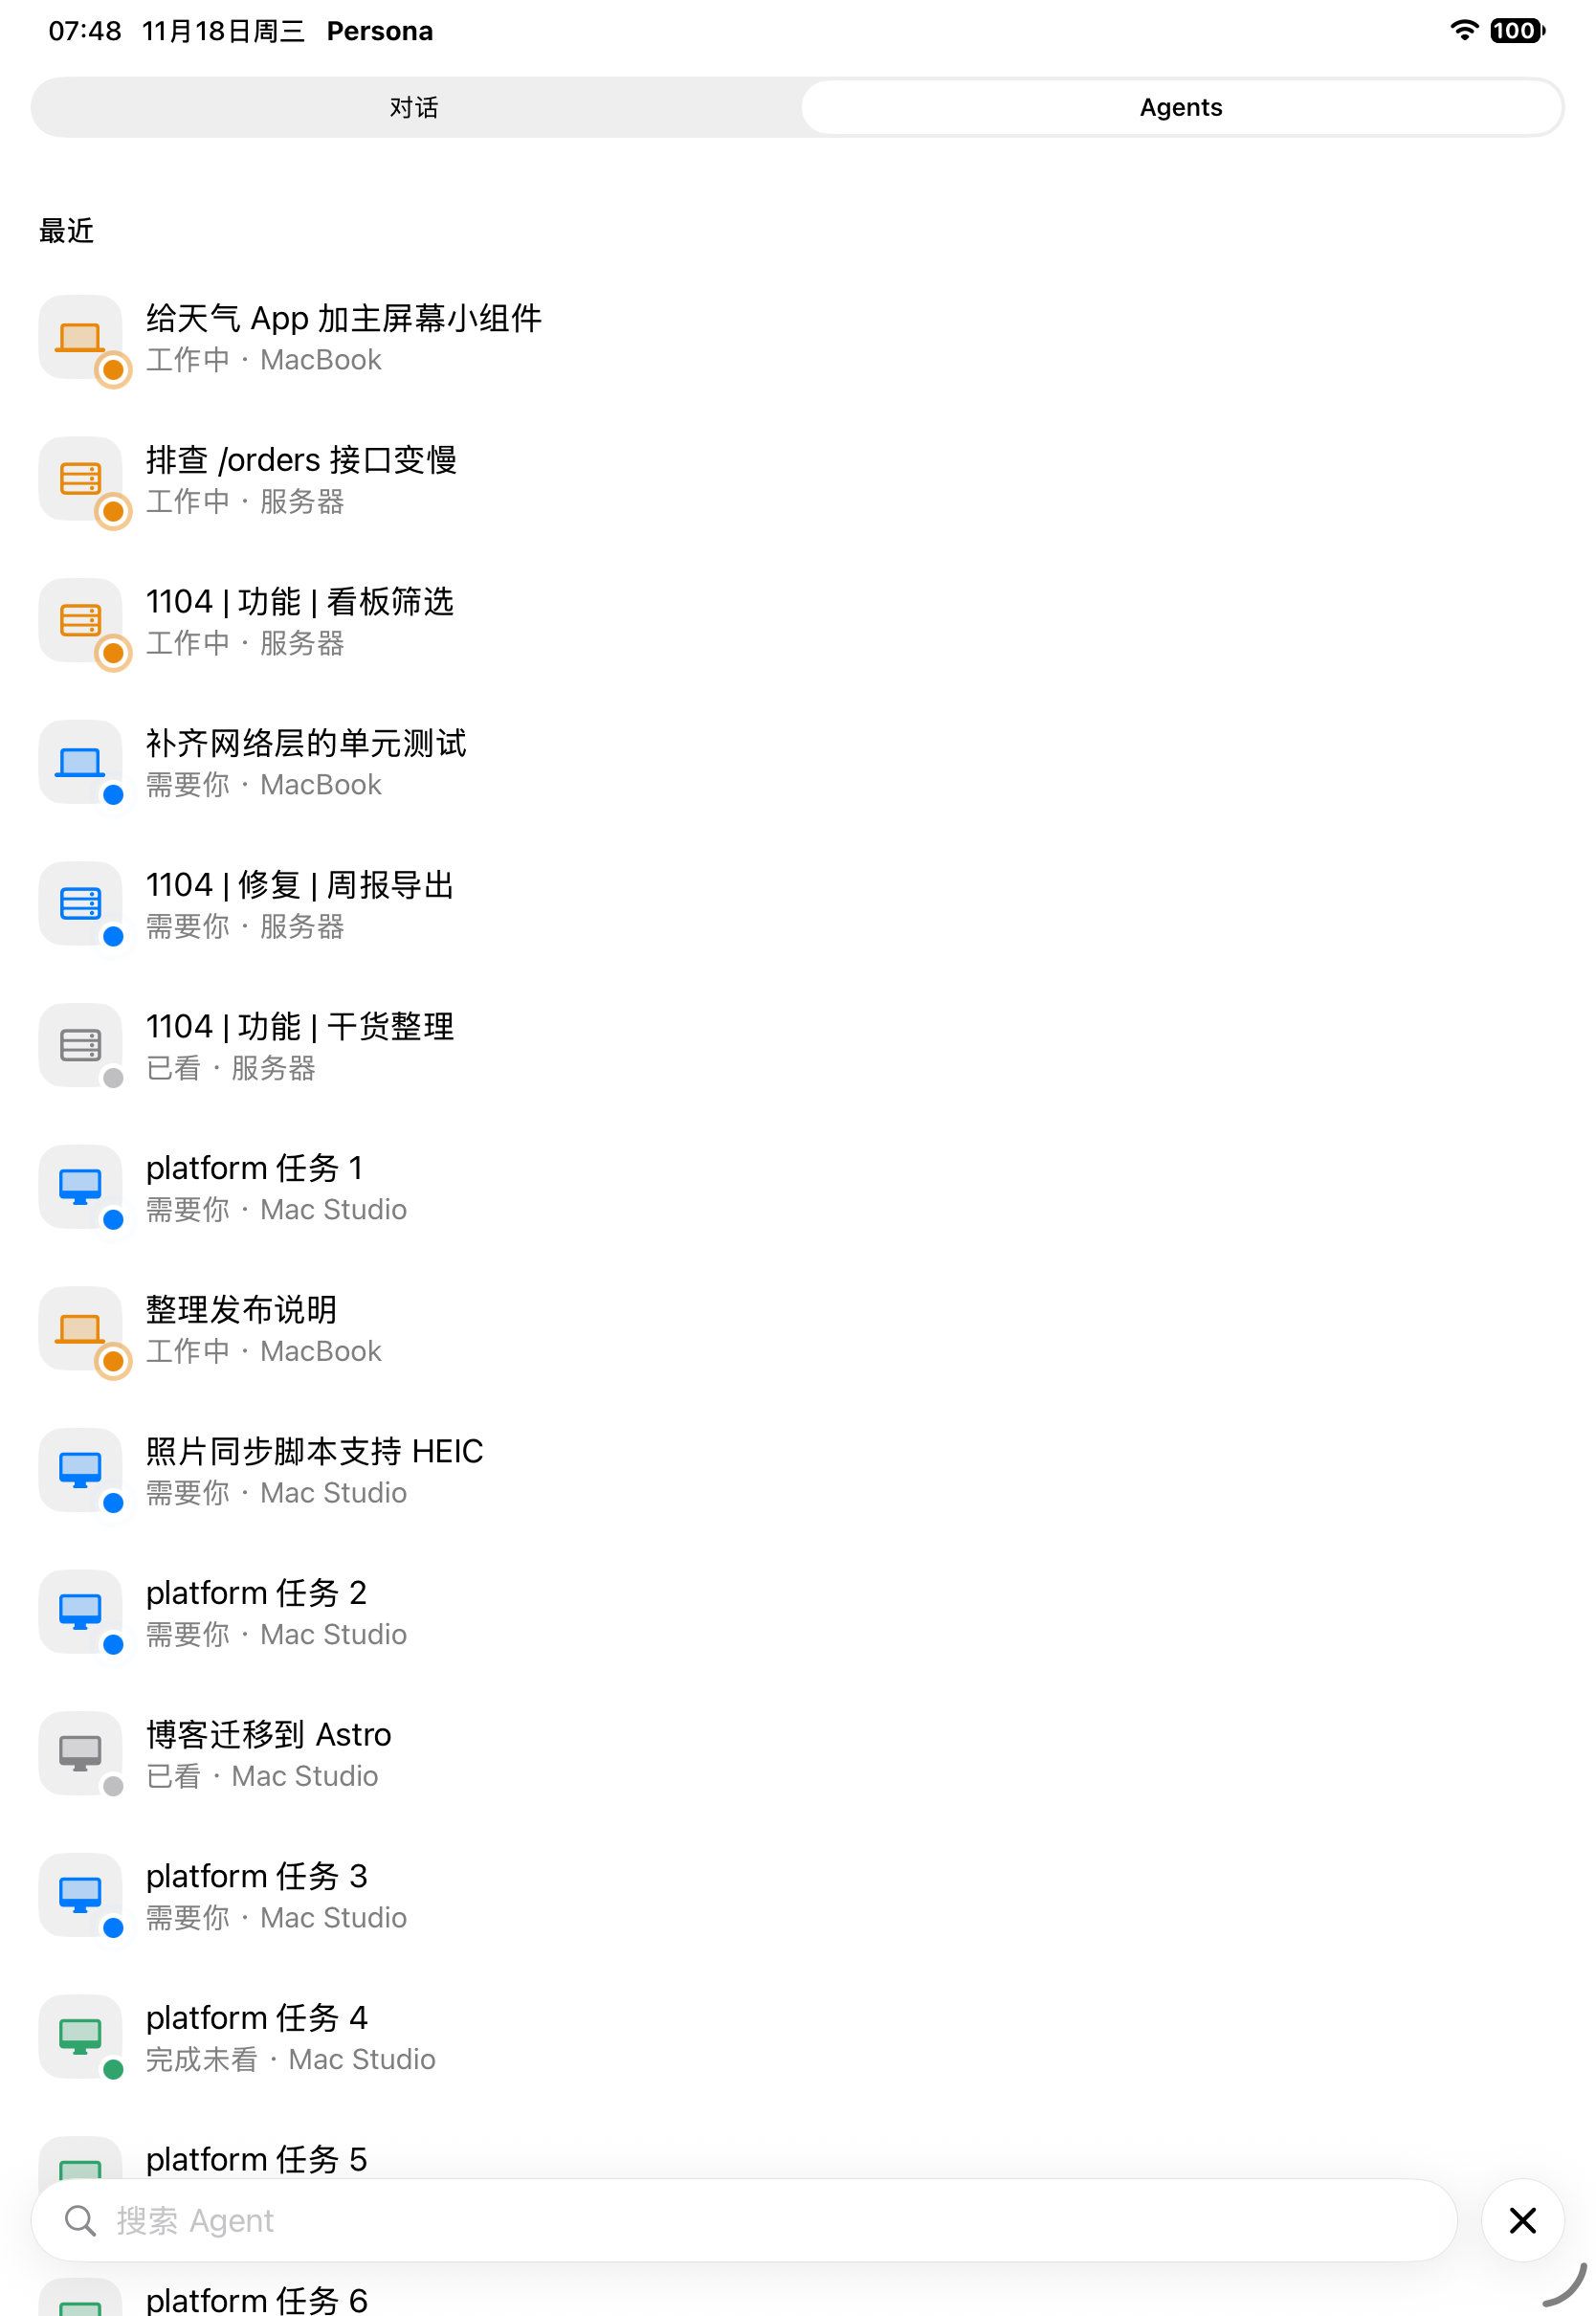 07:48 11月18日周三 Persona 100
对话 Agents
最近
给天气 App 加主屏幕小组件
工作中 · MacBook
排查 /orders 接口变慢
工作中 · 服务器
1104 | 功能 | 看板筛选
工作中 · 服务器
补齐网络层的单元测试
需要你 · MacBook
1104 | 修复 | 周报导出
需要你 · 服务器
1104 | 功能 | 干货整理
已看 · 服务器
platform 任务 1
需要你 · Mac Studio
整理发布说明
工作中 · MacBook
照片同步脚本支持 HEIC
需要你 · Mac Studio
platform 任务 2
需要你 · Mac Studio
博客迁移到 Astro
已看 · Mac Studio
platform 任务 3
需要你 · Mac Studio
platform 任务 4
完成未看 · Mac Studio
platform 任务 5
搜索 Agent
platform 任务 6